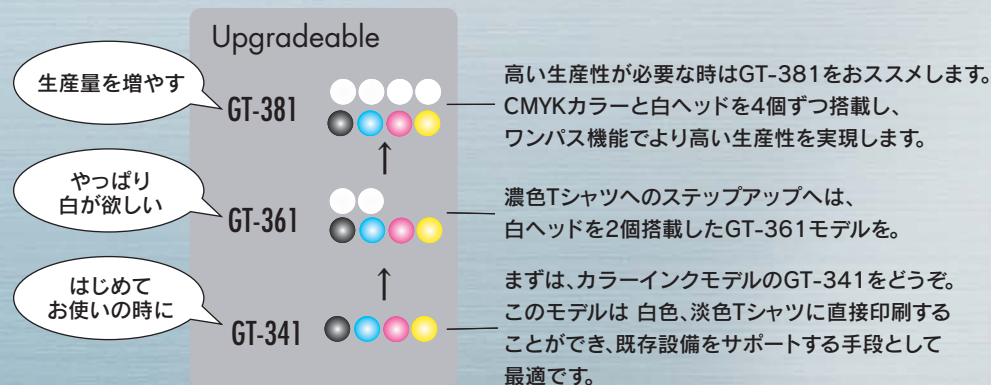 Upgradeable
生産量を増やす
GT-381
高い生産性が必要な時はGT-381をおススメします。
CMYKカラーと白ヘッドを4個ずつ搭載し、
ワンパス機能でより高い生産性を実現します。
↑
やっぱり
白が欲しい
GT-361
濃色Tシャツへのステップアップへは、
白ヘッドを2個搭載したGT-361モデルを。
↑
はじめて
お使いの時に
GT-341
まずは、カラーインクモデルのGT-341をどうぞ。
このモデルは 白色、淡色Tシャツに直接印刷する
ことができ、既存設備をサポートする手段として
最適です。